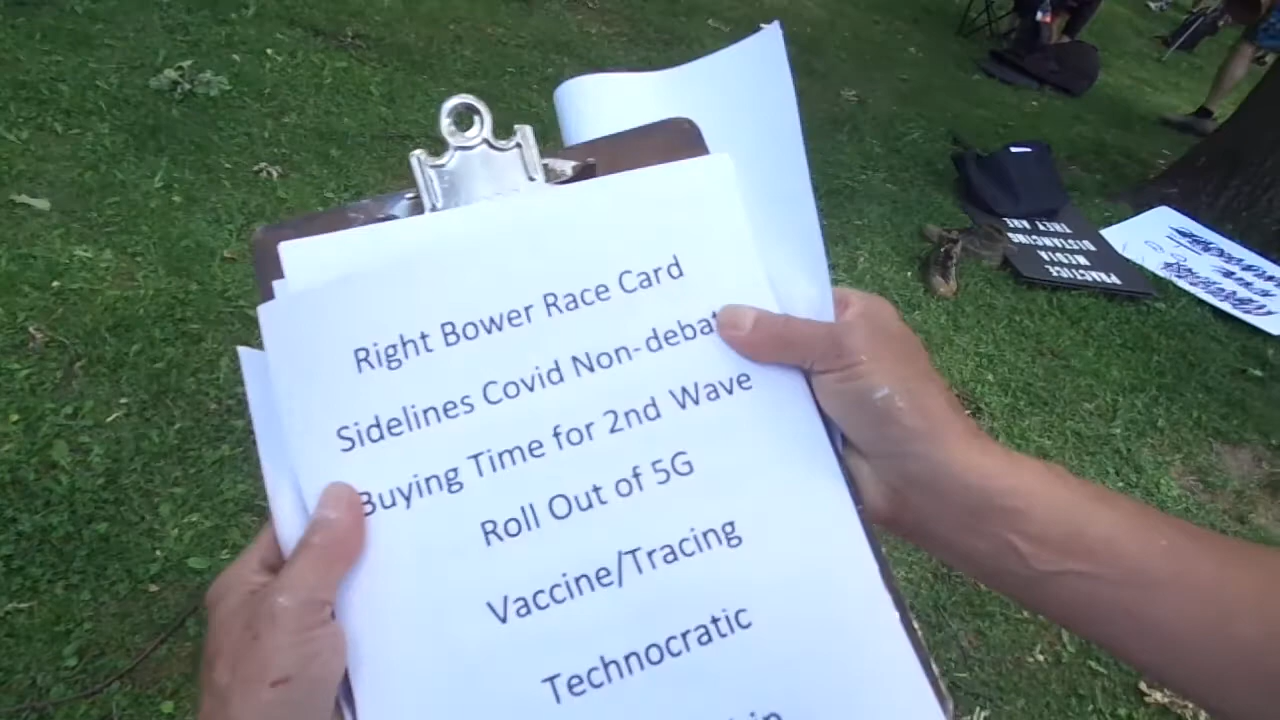 Right Bower Race Card
Sidelines Covid Non-debat
Buying Time for 2nd Wave
Roll Out of 5G
Vaccine/Tracing
Technocratic
PRACTICE
MEDIA
DISTANCING
THEY ARE